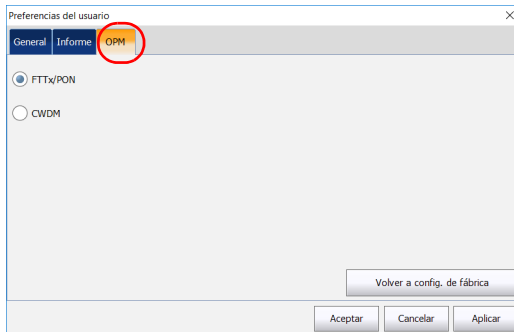 Preferencias del usuario
General Informe OPM
FTTx/PON
CWDM
Volver a config. de fábrica
Aceptar Cancelar Aplicar